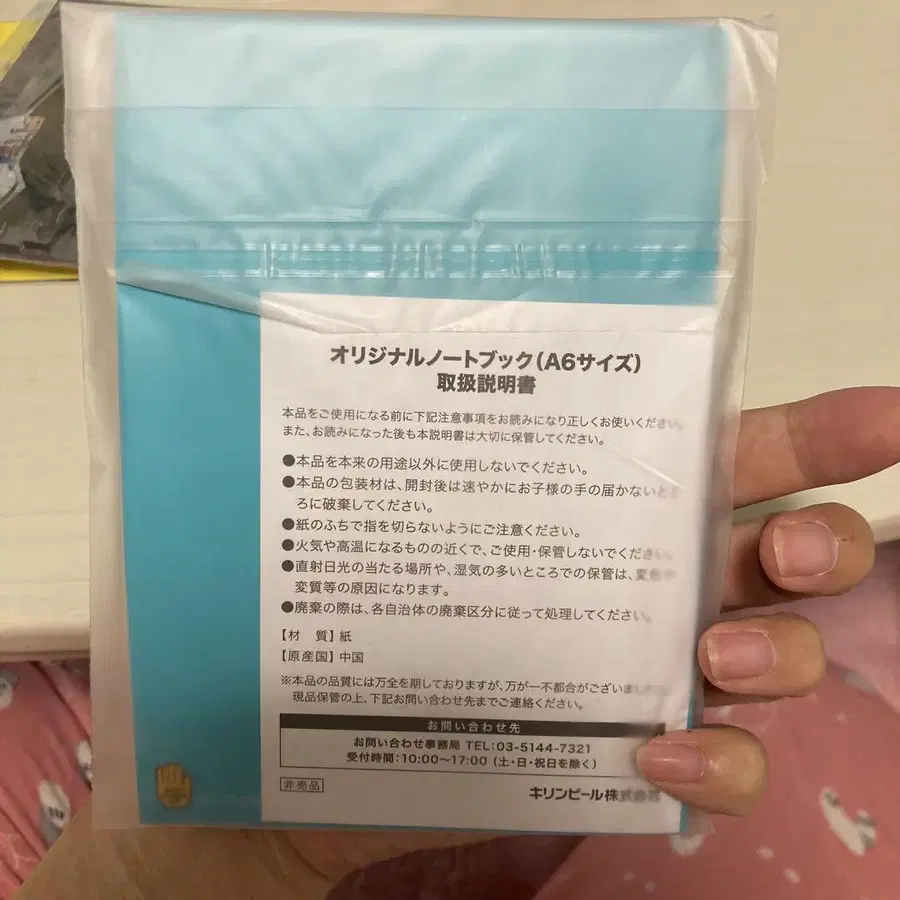 オリジナルノートブック(A6サイズ)
取扱説明書
本品をご使用になる前に下記注意事項をお読みになり正しくお使いください。
また、お読みになった後も本説明書は大切に保管してください。
●本品を本来の用途以外に使用しないでください。
●本品の包装材は、開封後は速やかにお子様の手の届かないとこ
ろに破棄してください。
●紙のふちで指を切らないようにご注意ください。
●火気や高温になるものの近くで、ご使用・保管しないでください。
●直射日光の当たる場所や、湿気の多いところでの保管は、変色や
変質等の原因になります。
●廃棄の際は、各自治体の廃棄区分に従って処理してください。
【材 質】紙
【原産国】中国
※本品の品質には万全を期しておりますが、万が一不都合がございましたら、
現品保管の上、下記お問い合わせ先までご連絡ください。
お問い合わせ先
お問い合わせ事務局 TEL:03-5144-7321
受付時間:10:00〜17:00 (土・日・祝日を除く)
非売品
キリンビール株式会社